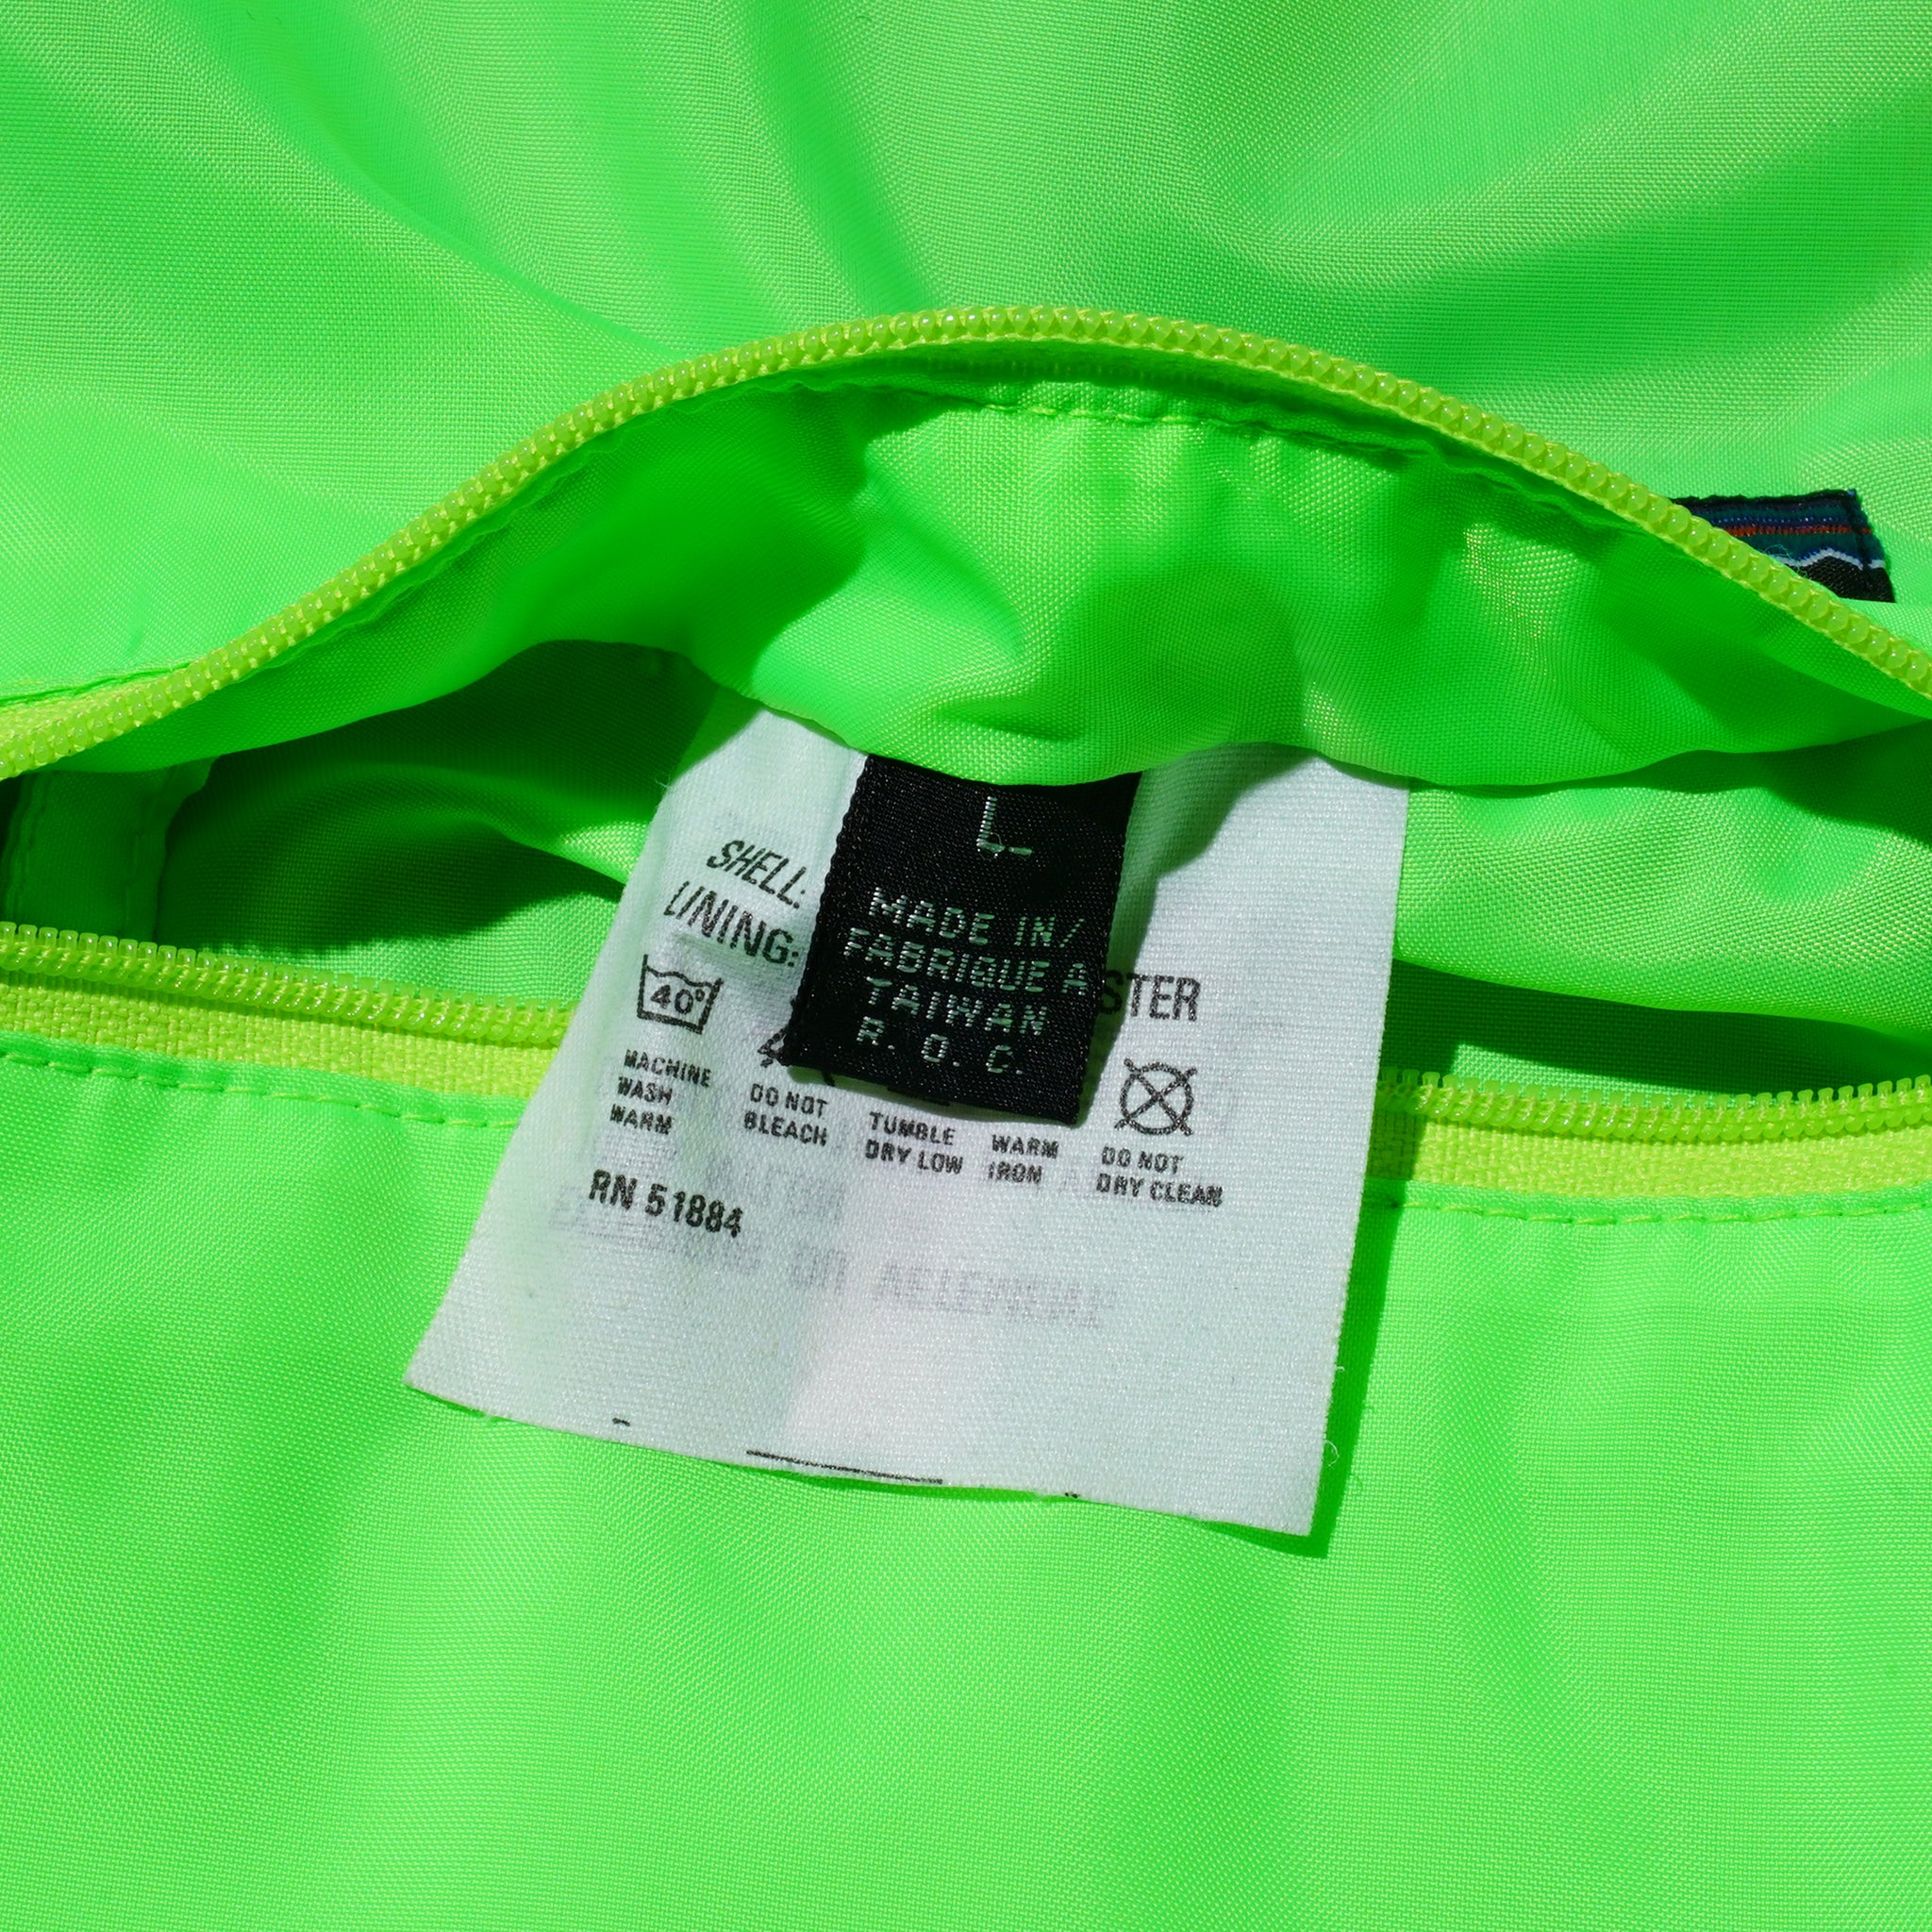 L
MADE IN/
FABRIQUE A
TAIWAN
R. O. C.
SHELL:
LINING:
STER
40°
MACHINE
WASH
WARM
DO NOT
BLEACH
TUMBLE
DRY LOW
WARM
IRON
DO NOT
DRY CLEAN
RN 51884